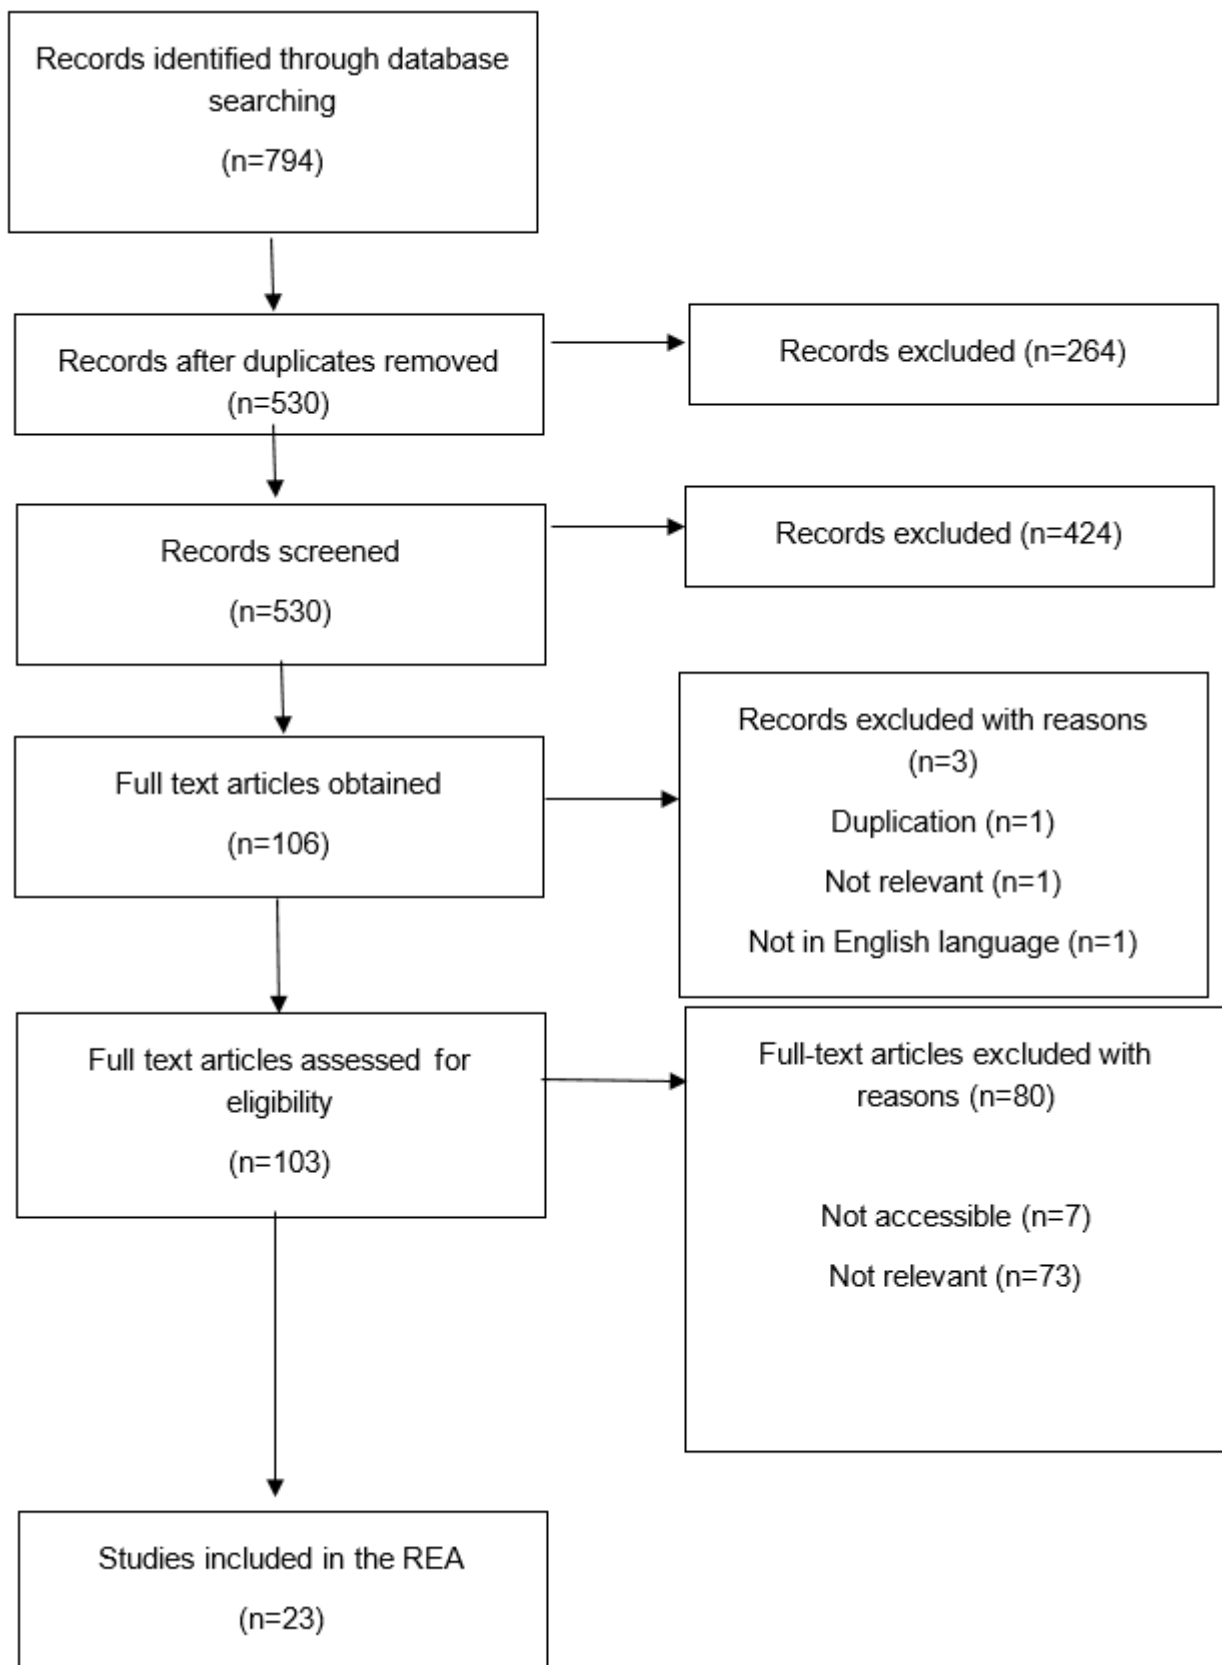 Records identified through database
searching
(n=794)
Records after duplicates removed
(n=530)
Records excluded (n=264)
Records screened
(n=530)
Records excluded (n=424)
Full text articles obtained
(n=106)
Records excluded with reasons
(n=3)
Duplication (n=1)
Not relevant (n=1)
Not in English language (n=1)
Full text articles assessed for
eligibility
(n=103)
Full-text articles excluded with
reasons (n=80)
Not accessible (n=7)
Not relevant (n=73)
Studies included in the REA
(n=23)